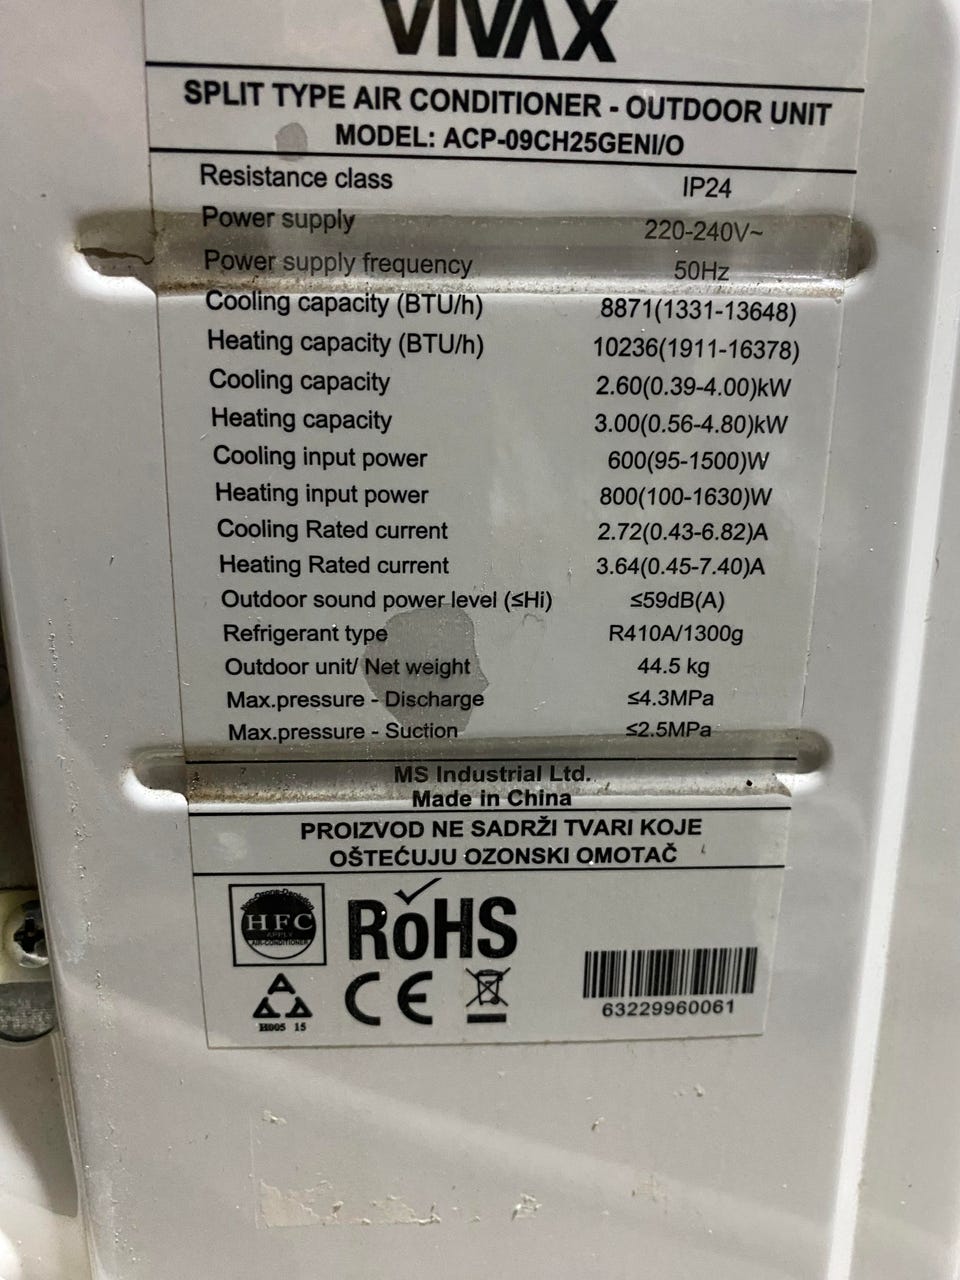 VIVAX
SPLIT TYPE AIR CONDITIONER - OUTDOOR UNIT
MODEL: ACP-09CH25GENI/O
Resistance class IP24
Power supply 220-240V~
Power supply frequency 50Hz
Cooling capacity (BTU/h) 8871(1331-13648)
Heating capacity (BTU/h) 10236(1911-16378)
Cooling capacity 2.60(0.39-4.00)kW
Heating capacity 3.00(0.56-4.80)kW
Cooling input power 600(95-1500)W
Heating input power 800(100-1630)W
Cooling Rated current 2.72(0.43-6.82)A
Heating Rated current 3.64(0.45-7.40)A
Outdoor sound power level (≤Hi) ≤59dB(A)
Refrigerant type R410A/1300g
Outdoor unit/ Net weight 44.5 kg
Max.pressure - Discharge ≤4.3MPa
Max.pressure - Suction ≤2.5MPa
MS Industrial Ltd.
Made in China
PROIZVOD NE SADRŽI TVARI KOJE
OŠTEĆUJU OZONSKI OMOTAČ
HFC
APPLY
AIR-CONDITIONER
RoHS
A
H005 15
CE
63229960061